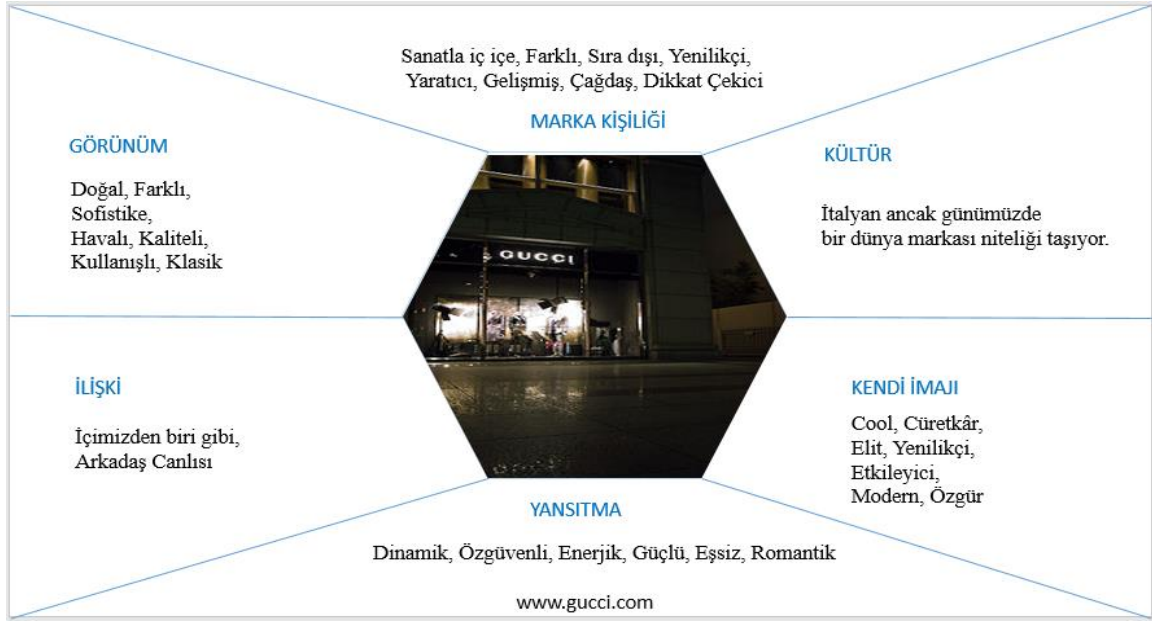 Sanatla iç içe, Farklı, Sıra dışı, Yenilikçi,
Yaratıcı, Gelişmiş, Çağdaş, Dikkat Çekici
MARKA KİŞİLİĞİ
GÖRÜNÜM
Doğal, Farklı,
Sofistike,
Havalı, Kaliteli,
Kullanışlı, Klasik
KÜLTÜR
İtalyan ancak günümüzde
bir dünya markası niteliği taşıyor.
GUCCI
İLİŞKİ
İçimizden biri gibi,
Arkadaş Canlısı
KENDİ İMAJI
Cool, Cüretkâr,
Elit, Yenilikçi,
Etkileyici,
Modern, Özgür
YANSITMA
Dinamik, Özgüvenli, Enerjik, Güçlü, Eşsiz, Romantik
www.gucci.com